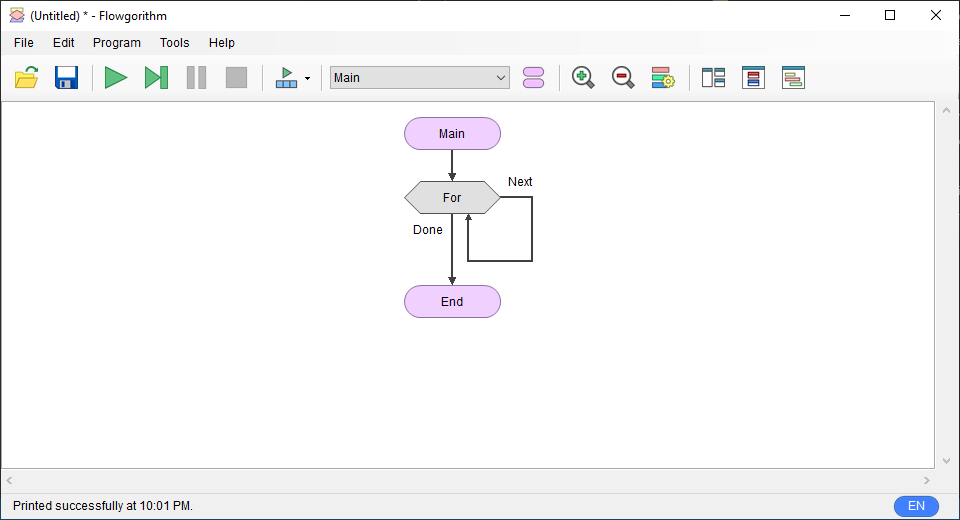 (Untitled) * - Flowgorithm
File Edit Program Tools Help
Main
Main
Next
For
Done
End
Printed successfully at 10:01 PM.
EN